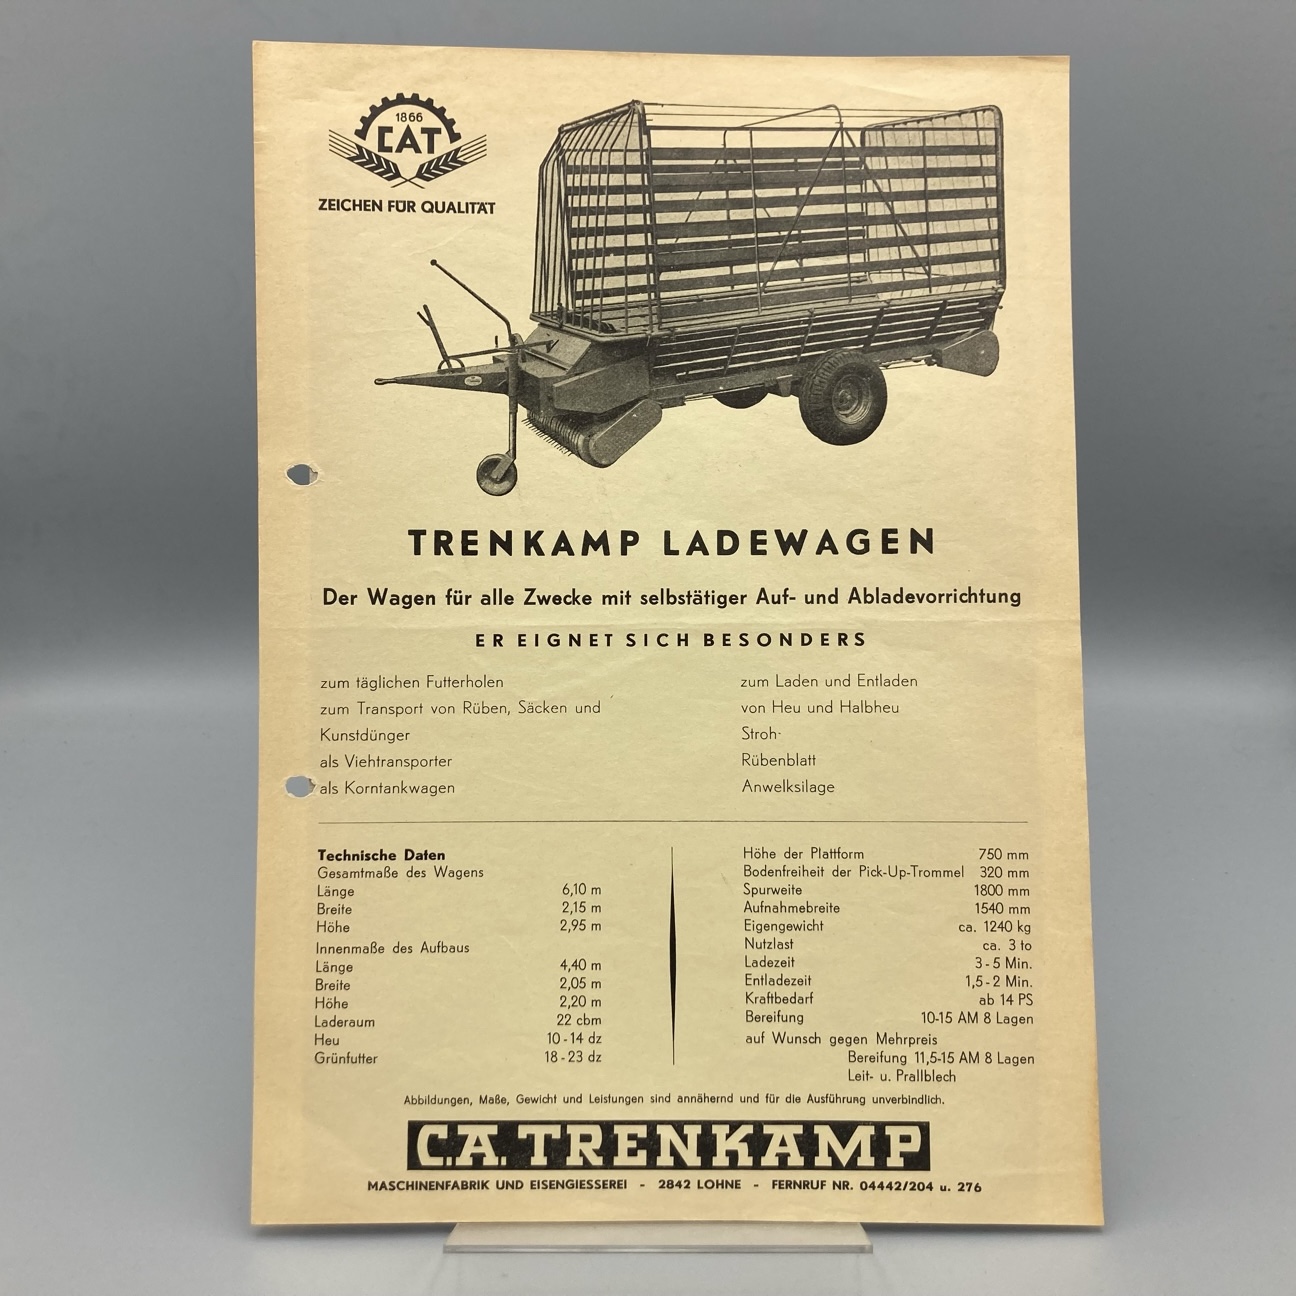 1866
CAT
ZEICHEN FÜR QUALITÄT
TRENKAMP LADEWAGEN
Der Wagen für alle Zwecke mit selbstätiger Auf- und Abladevorrichtung
ER EIGNET SICH BESONDERS
zum täglichen Futterholen
zum Transport von Rüben, Säcken und
Kunstdünger
als Viehtransporter
als Korntankwagen
zum Laden und Entladen
von Heu und Halbheu
Stroh-
Rübenblatt
Anwelksilage
Technische Daten
Gesamtmaße des Wagens
Länge 6,10 m
Breite 2,15 m
Höhe 2,95 m
Innenmaße des Aufbaus
Länge 4,40 m
Breite 2,05 m
Höhe 2,20 m
Laderaum 22 cbm
Heu 10-14 dz
Grünfutter 18-23 dz
Höhe der Plattform 750 mm
Bodenfreiheit der Pick-Up-Trommel 320 mm
Spurweite 1800 mm
Aufnahmebreite 1540 mm
Eigengewicht ca. 1240 kg
Nutzlast ca. 3 to
Ladezeit 3-5 Min.
Entladezeit 1,5-2 Min.
Kraftbedarf ab 14 PS
Bereifung 10-15 AM 8 Lagen
auf Wunsch gegen Mehrpreis
Bereifung 11,5-15 AM 8 Lagen
Leit- u. Prallblech
Abbildungen, Maße, Gewicht und Leistungen sind annähernd und für die Ausführung unverbindlich.
C.A. TRENKAMP
MASCHINENFABRIK UND EISENGIESSEREI - 2842 LOHNE - FERNRUF NR. 04442/204 u. 276